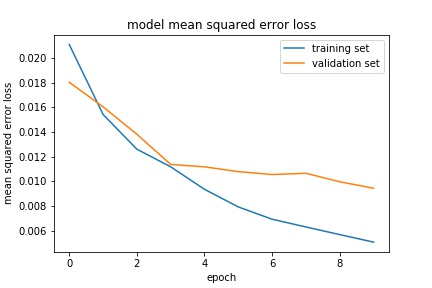 model mean squared error loss
training set
validation set
mean squared error loss
0.020
0.018
0.016
0.014
0.012
0.010
0.008
0.006
0 2 4 6 8
epoch